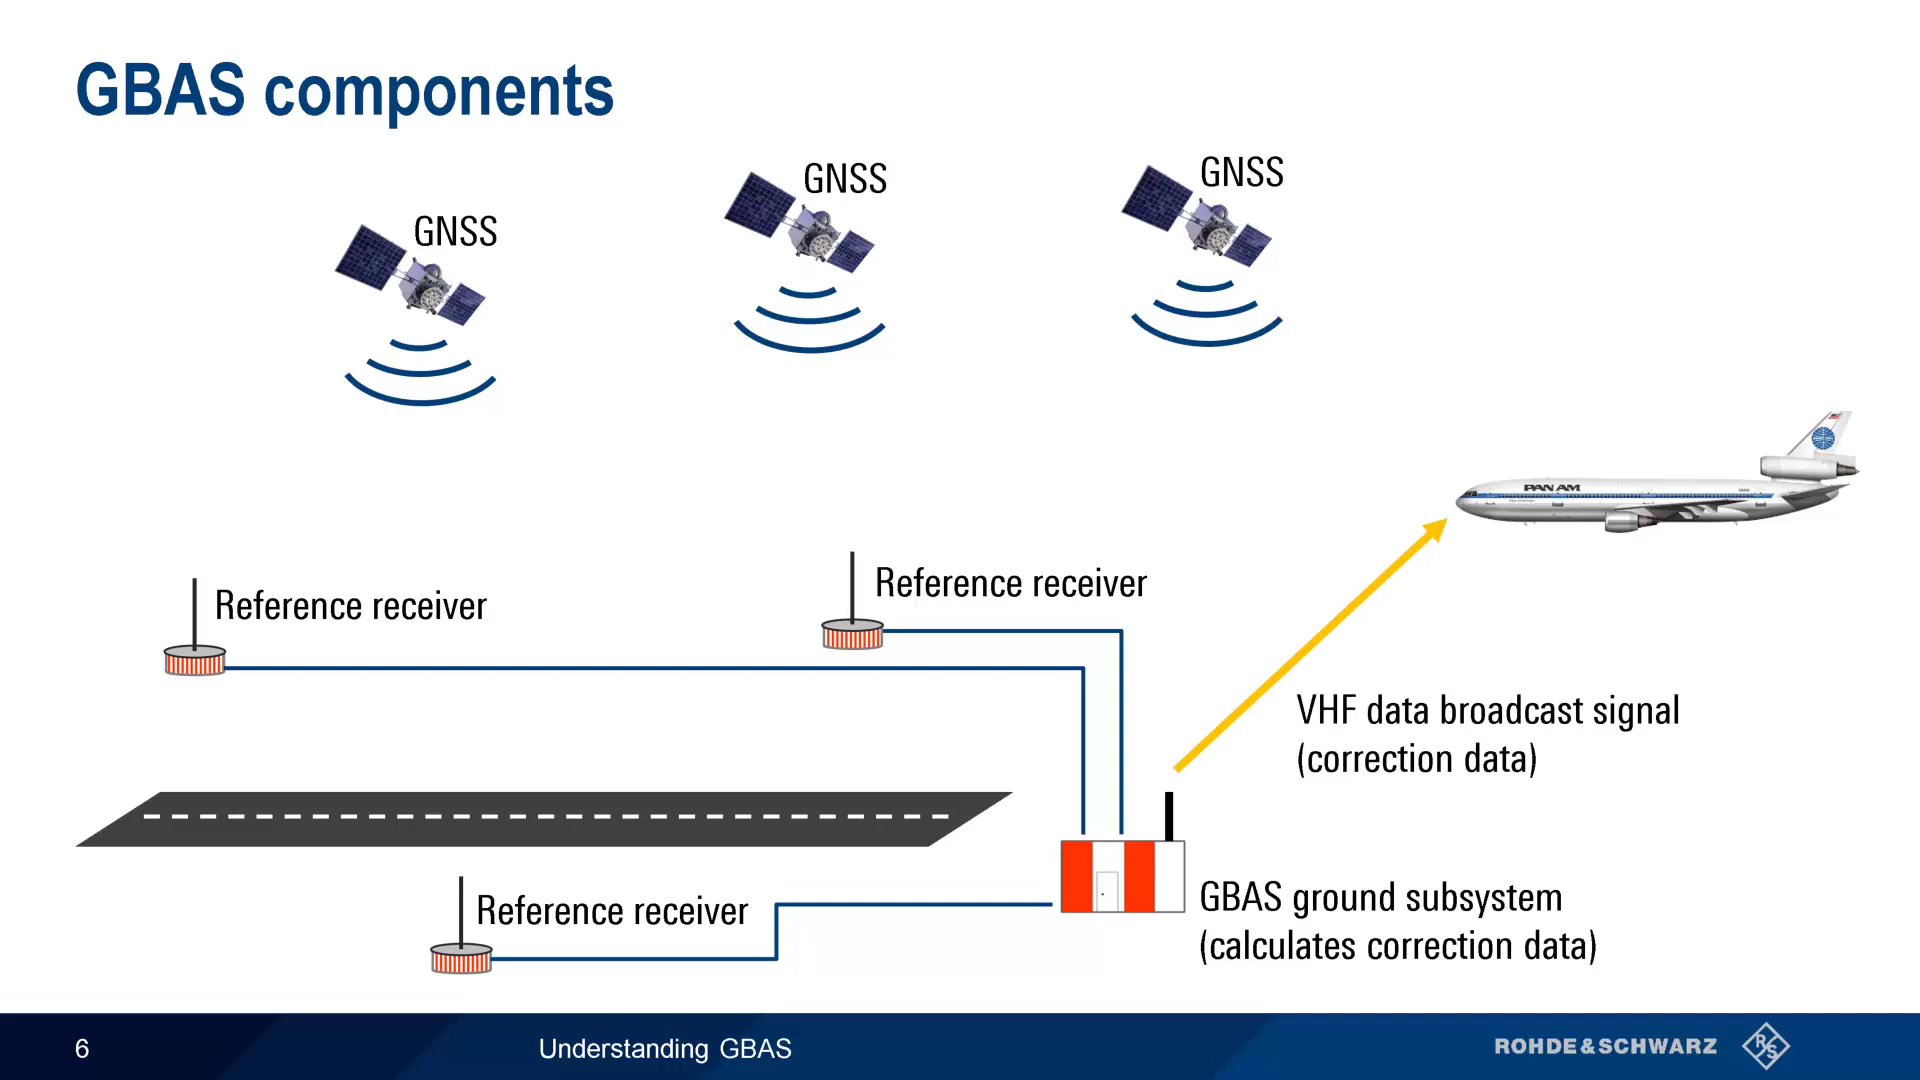 GBAS components
GNSS
GNSS
GNSS
PAN AM
Reference receiver
Reference receiver
VHF data broadcast signal
(correction data)
Reference receiver
GBAS ground subsystem
(calculates correction data)
6
Understanding GBAS
ROHDE&SCHWARZ
R&S